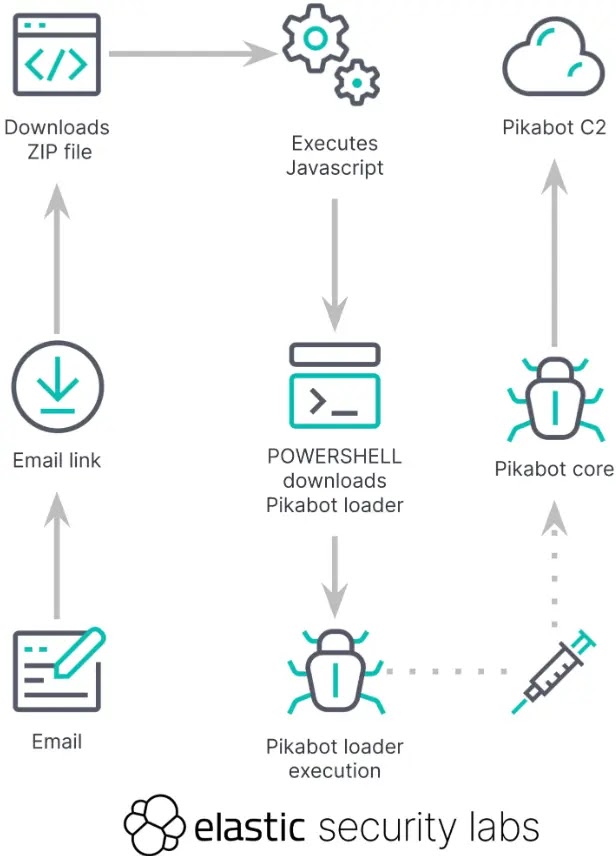 Downloads
ZIP file
Executes
Javascript
Pikabot C2
Email link
POWERSHELL
downloads
Pikabot loader
Pikabot core
Email
Pikabot loader
execution
elastic security labs